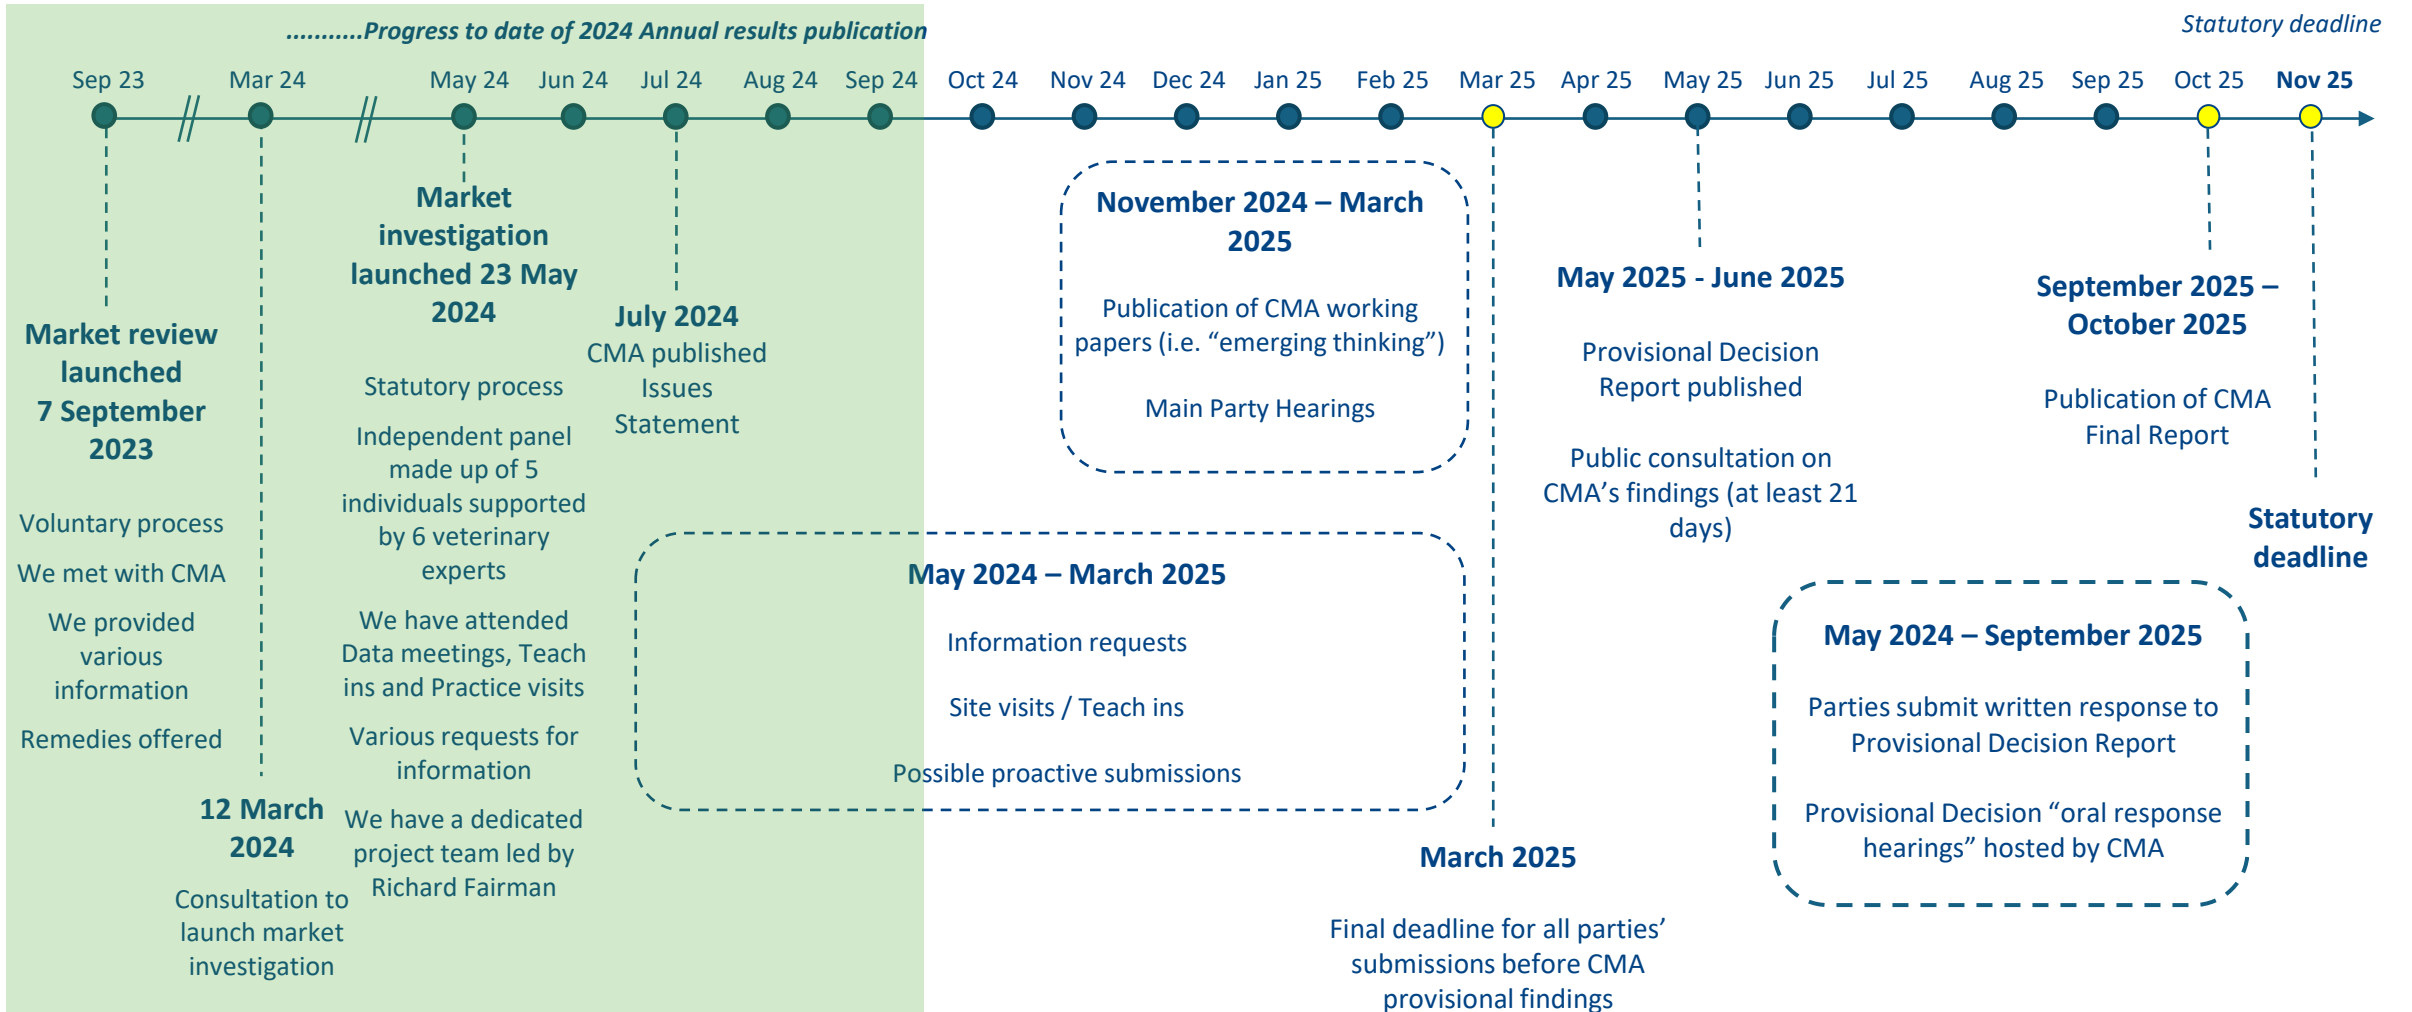 ...........Progress to date of 2024 Annual results publication
Statutory deadline
Sep 23
Mar 24
May 24
Jun 24
Jul 24
Aug 24
Sep 24
Oct 24
Nov 24
Dec 24
Jan 25
Feb 25
Mar 25
Apr 25
May 25
Jun 25
Jul 25
Aug 25
Sep 25
Oct 25
Nov 25
Market review
launched
7 September
2023
Voluntary process
We met with CMA
We provided
various
information
Remedies offered
12 March
2024
Consultation to
launch market
investigation
Market
investigation
launched 23 May
2024
Statutory process
Independent panel
made up of 5
individuals supported
by 6 veterinary
experts
We have attended
Data meetings, Teach
ins and Practice visits
Various requests for
information
We have a dedicated
project team led by
Richard Fairman
July 2024
CMA published
Issues
Statement
November 2024 – March
2025
Publication of CMA working
papers (i.e. “emerging thinking”)
Main Party Hearings
May 2024 – March 2025
Information requests
Site visits / Teach ins
Possible proactive submissions
March 2025
Final deadline for all parties’
submissions before CMA
provisional findings
May 2025 - June 2025
Provisional Decision
Report published
Public consultation on
CMA’s findings (at least 21
days)
September 2025 –
October 2025
Publication of CMA
Final Report
Statutory
deadline
May 2024 – September 2025
Parties submit written response to
Provisional Decision Report
Provisional Decision “oral response
hearings” hosted by CMA